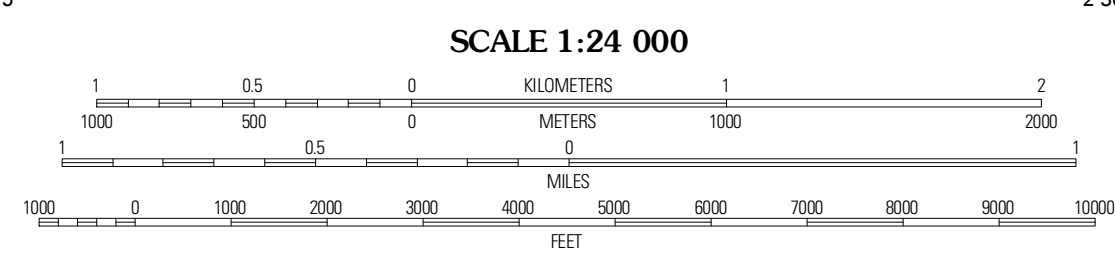 SCALE 1:24 000
1 0.5 0 KILOMETERS 1 2
1000 500 0 METERS 1000 2000
1 0.5 0 1
MILES
1000 0 1000 2000 3000 4000 5000 6000 7000 8000 9000 10000
FEET